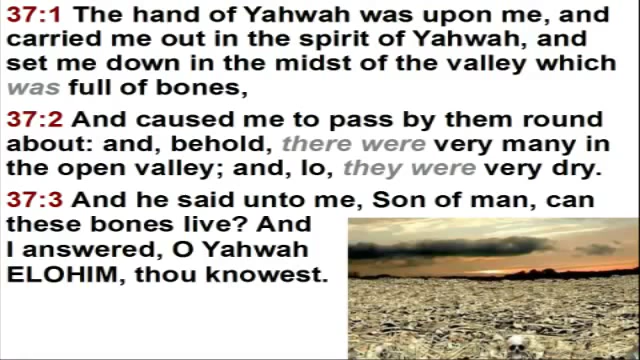 37:1 The hand of Yahwah was upon me, and
carried me out in the spirit of Yahwah, and
set me down in the midst of the valley which
was full of bones,
37:2 And caused me to pass by them round
about: and, behold, there were very many in
the open valley; and, lo, they were very dry.
37:3 And he said unto me, Son of man, can
these bones live? And
I answered, O Yahwah
ELOHIM, thou knowest.